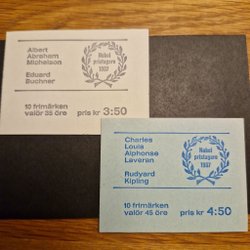 Albert
Abraham
Michelson
Eduard
Buchner
Nobel
pristagare
1907
10 frimärken
valör 35 öre
pris kr 3:50
Charles
Louis
Alphonse
Laveran
Rudyard
Kipling
Nobel
pristagare
1907
10 frimärken
valör 45 öre
pris kr 4:50